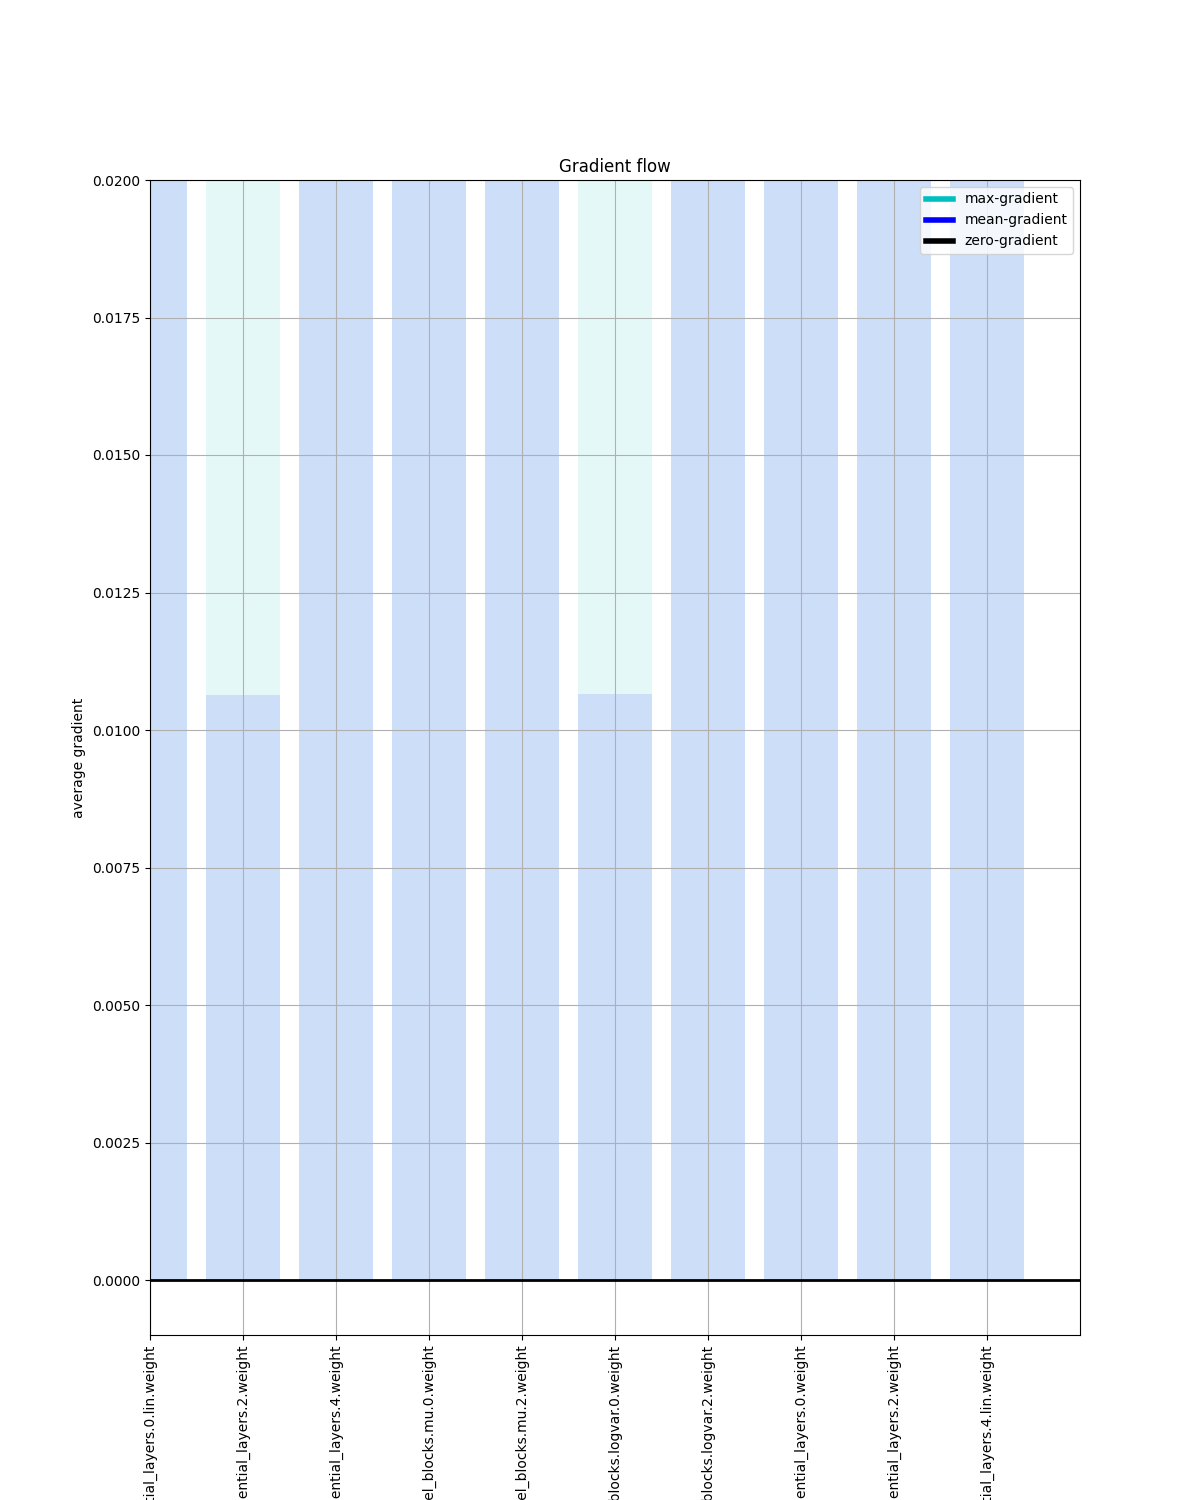 Gradient flow
max-gradient
mean-gradient
zero-gradient
0.0200
0.0175
0.0150
0.0125
0.0100
0.0075
0.0050
0.0025
0.0000
average gradient
tial_layers.0.lin.weight
ential_layers.2.weight
ential_layers.4.weight
el_blocks.mu.0.weight
el_blocks.mu.2.weight
blocks.logvar.0.weight
blocks.logvar.2.weight
ential_layers.0.weight
ential_layers.2.weight
tial_layers.4.lin.weight